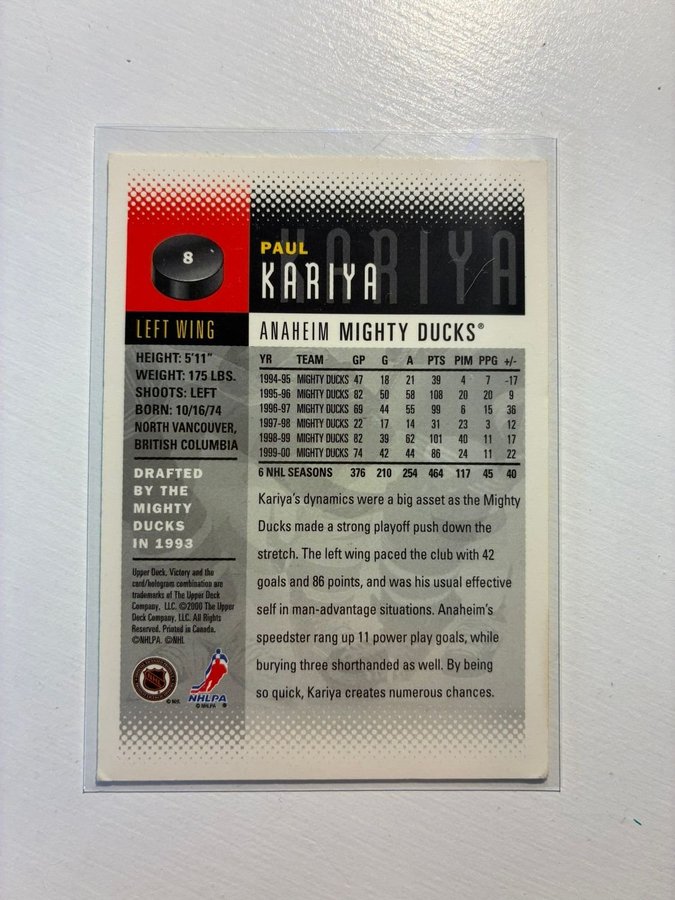 8
PAUL
KARIYA
KARIYA
LEFT WING
ANAHEIM MIGHTY DUCKS®
HEIGHT: 5'11"
WEIGHT: 175 LBS.
SHOOTS: LEFT
BORN: 10/16/74
NORTH VANCOUVER,
BRITISH COLUMBIA
DRAFTED
BY THE
MIGHTY
DUCKS
IN 1993
Upper Deck, Victory and the
card/hologram combination are
trademarks of The Upper Deck
Company, LLC. ©2000 The Upper
Deck Company, LLC. All Rights
Reserved. Printed in Canada.
©NHLPA. ©NHL
© NHL
NHLPA
© NHLPA ®
YR TEAM GP G A PTS PIM PPG +/-
1994-95 MIGHTY DUCKS 47 18 21 39 4 7 -17
1995-96 MIGHTY DUCKS 82 50 58 108 20 20 9
1996-97 MIGHTY DUCKS 69 44 55 99 6 15 36
1997-98 MIGHTY DUCKS 22 17 14 31 23 3 12
1998-99 MIGHTY DUCKS 82 39 62 101 40 11 17
1999-00 MIGHTY DUCKS 74 42 44 86 24 11 22
6 NHL SEASONS 376 210 254 464 117 45 40
Kariya's dynamics were a big asset as the Mighty
Ducks made a strong playoff push down the
stretch. The left wing paced the club with 42
goals and 86 points, and was his usual effective
self in man-advantage situations. Anaheim's
speedster rang up 11 power play goals, while
burying three shorthanded as well. By being
so quick, Kariya creates numerous chances.